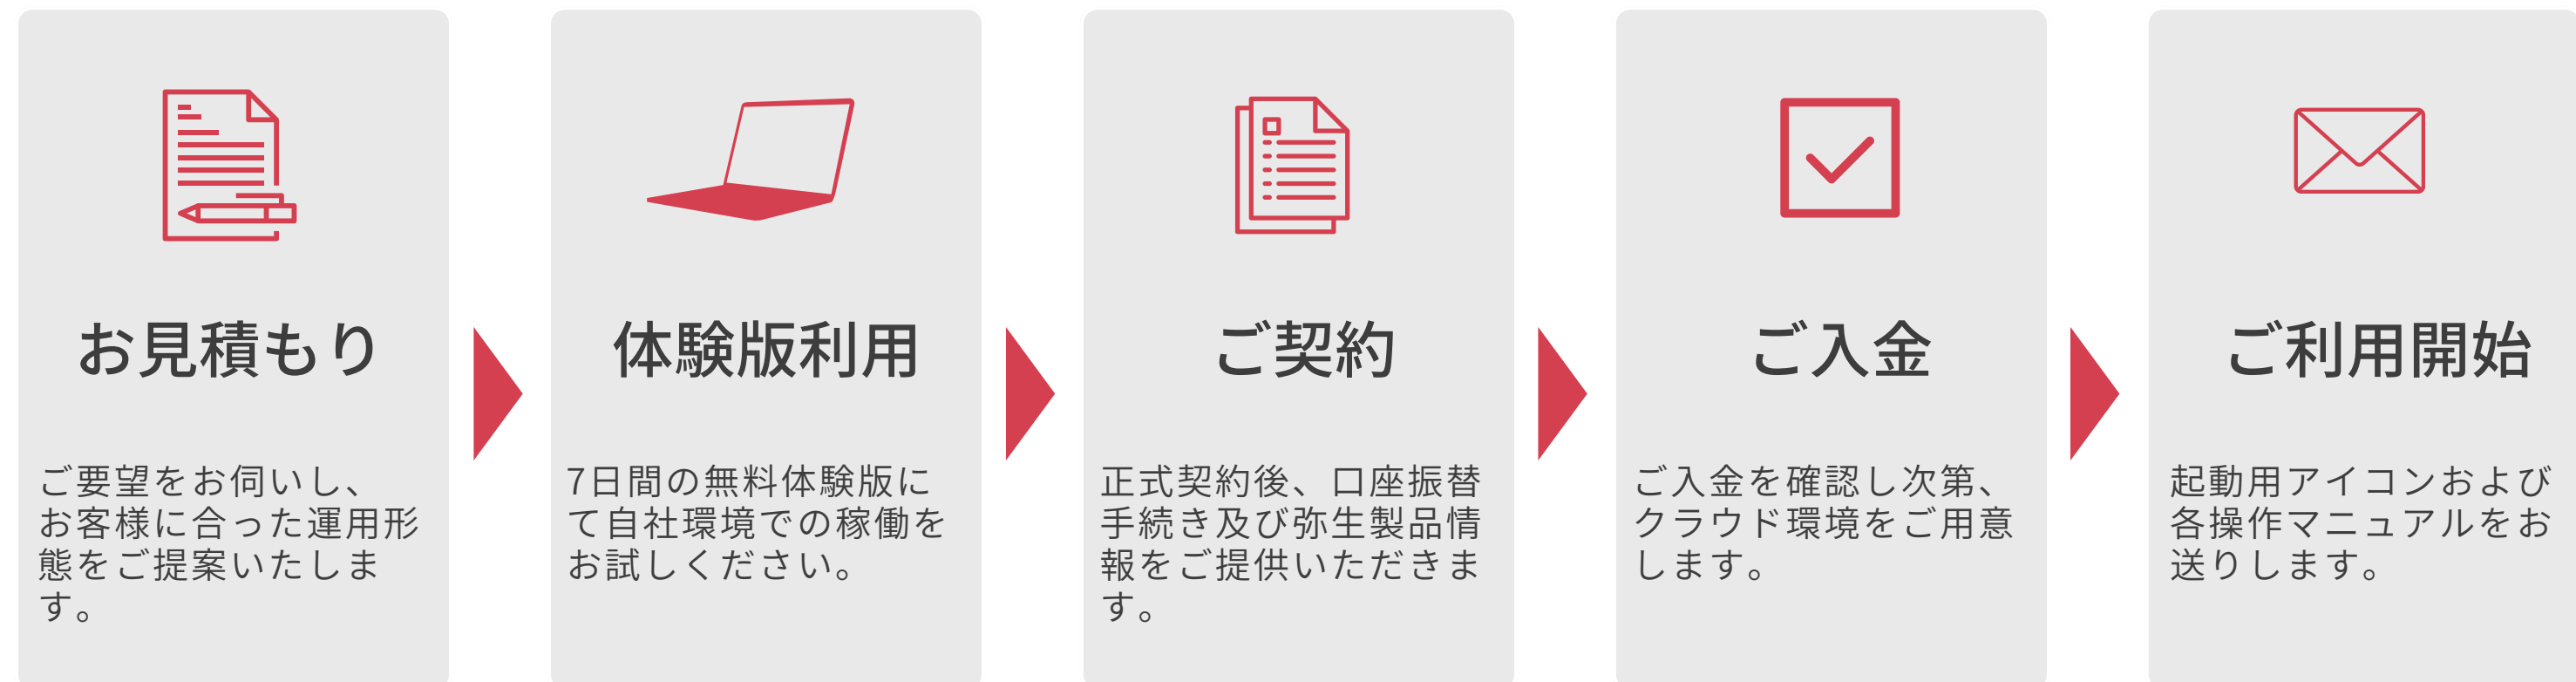 お見積もり
ご要望をお伺いし、
お客様に合った運用形
態をご提案いたしま
す。
体験版利用
7日間の無料体験版に
て自社環境での稼働を
お試しください。
ご契約
正式契約後、口座振替
手続き及び弥生製品情
報をご提供いただきま
す。
ご入金
ご入金を確認し次第、
クラウド環境をご用意
します。
ご利用開始
起動用アイコンおよび
各操作マニュアルをお
送りします。